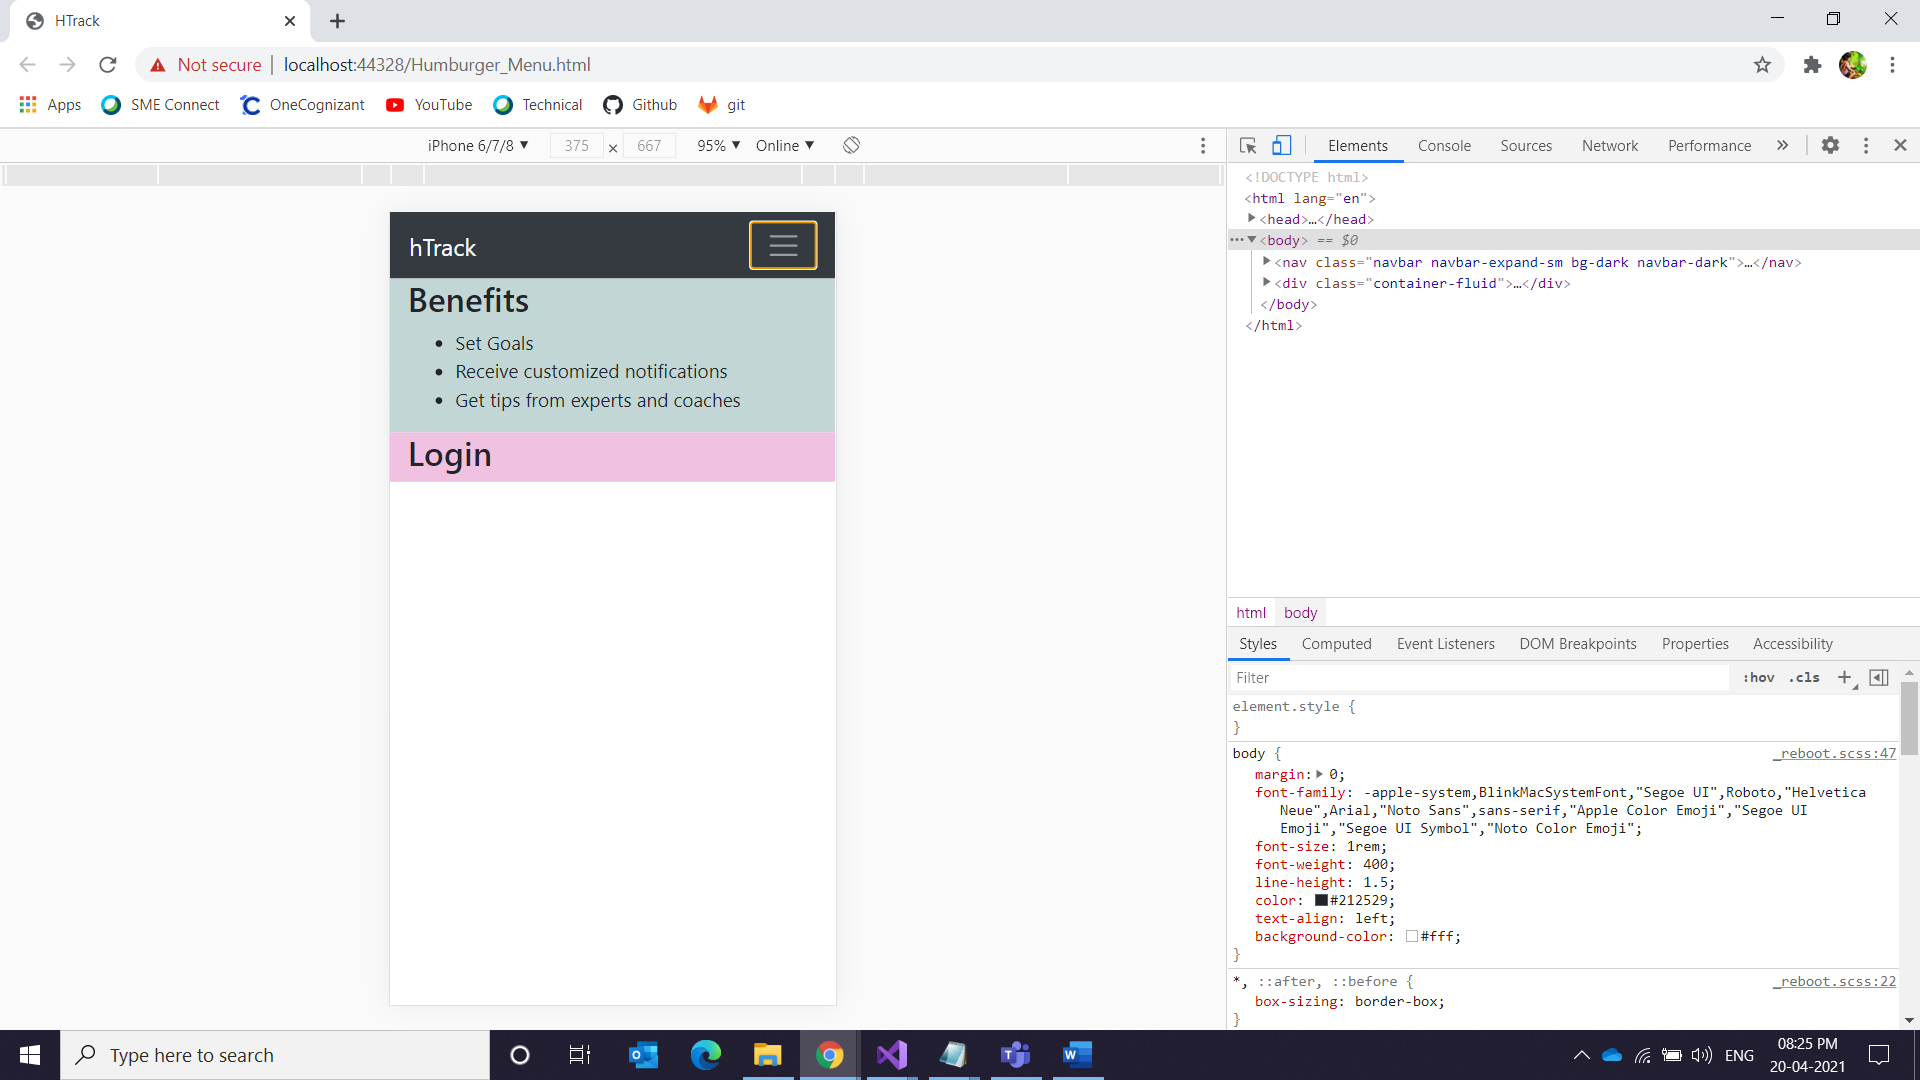 HTrack
Not secure | localhost:44328/Humburger_Menu.html
Apps SME Connect OneCognizant YouTube Technical Github git
iPhone 6/7/8 ▼ 375 × 667 95% ▼ Online ▼
hTrack
Benefits
• Set Goals
• Receive customized notifications
• Get tips from experts and coaches
Login
Elements Console Sources Network Performance »
<!DOCTYPE html>
<html lang="en">
▶<head>…</head>
…▼<body> == $0
▶<nav class="navbar navbar-expand-sm bg-dark navbar-dark">…</nav>
▶<div class="container-fluid">…</div>
</body>
</html>
html body
Styles Computed Event Listeners DOM Breakpoints Properties Accessibility
Filter :hov .cls +
element.style {
}
body { _reboot.scss:47
margin:▶ 0;
font-family: -apple-system,BlinkMacSystemFont,"Segoe UI",Roboto,"Helvetica
Neue",Arial,"Noto Sans",sans-serif,"Apple Color Emoji","Segoe UI
Emoji","Segoe UI Symbol","Noto Color Emoji";
font-size: 1rem;
font-weight: 400;
line-height: 1.5;
color: #212529;
text-align: left;
background-color: #fff;
}
*, ::after, ::before { _reboot.scss:22
box-sizing: border-box;
}
Type here to search
ENG
08:25 PM
20-04-2021